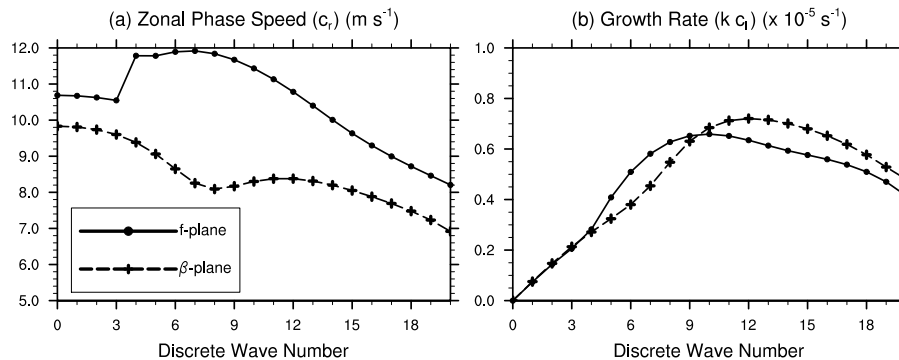 (a) Zonal Phase Speed (cᵣ) (m s⁻¹)
12.0
11.0
10.0
9.0
8.0
7.0
6.0
5.0
f-plane
β-plane
0 3 6 9 12 15 18
Discrete Wave Number
(b) Growth Rate (k c_I) (x 10⁻⁵ s⁻¹)
1.0
0.8
0.6
0.4
0.2
0.0
0 3 6 9 12 15 18
Discrete Wave Number